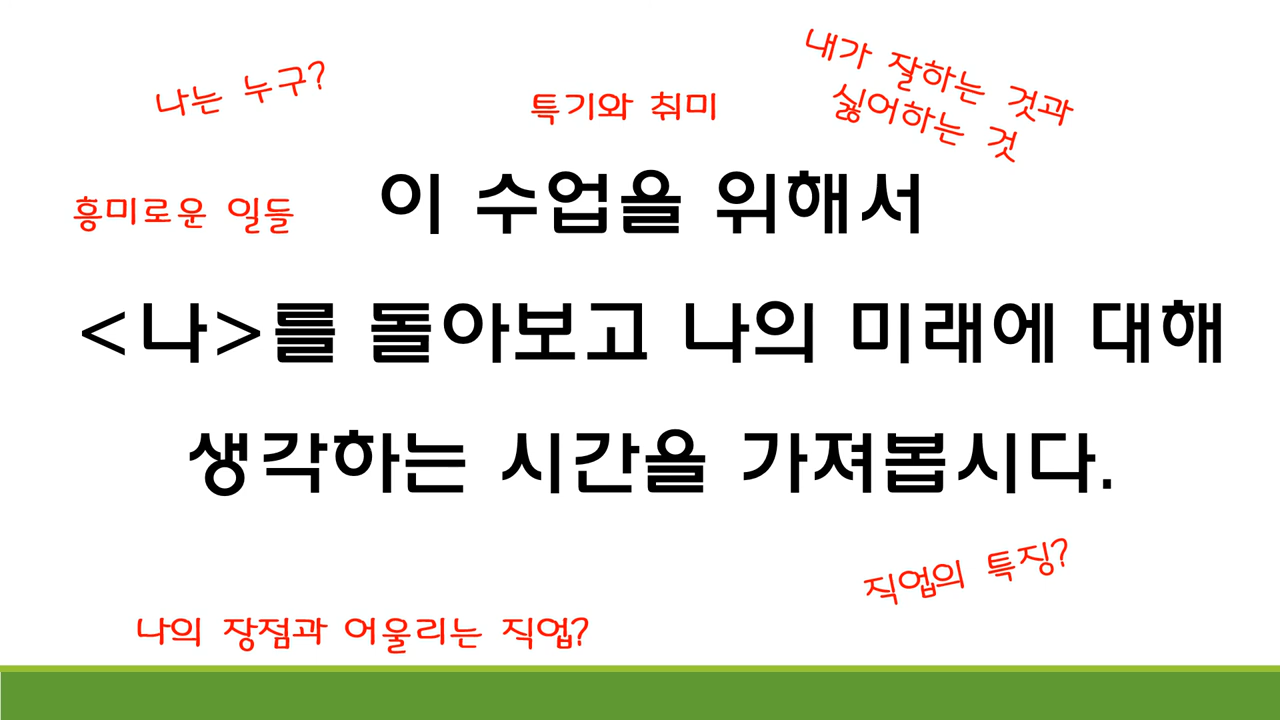 나는 누구?
특기와 취미
내가 잘하는 것과
싫어하는 것
흥미로운 일들
이 수업을 위해서
<나>를 돌아보고 나의 미래에 대해
생각하는 시간을 가져봅시다.
직업의 특징?
나의 장점과 어울리는 직업?